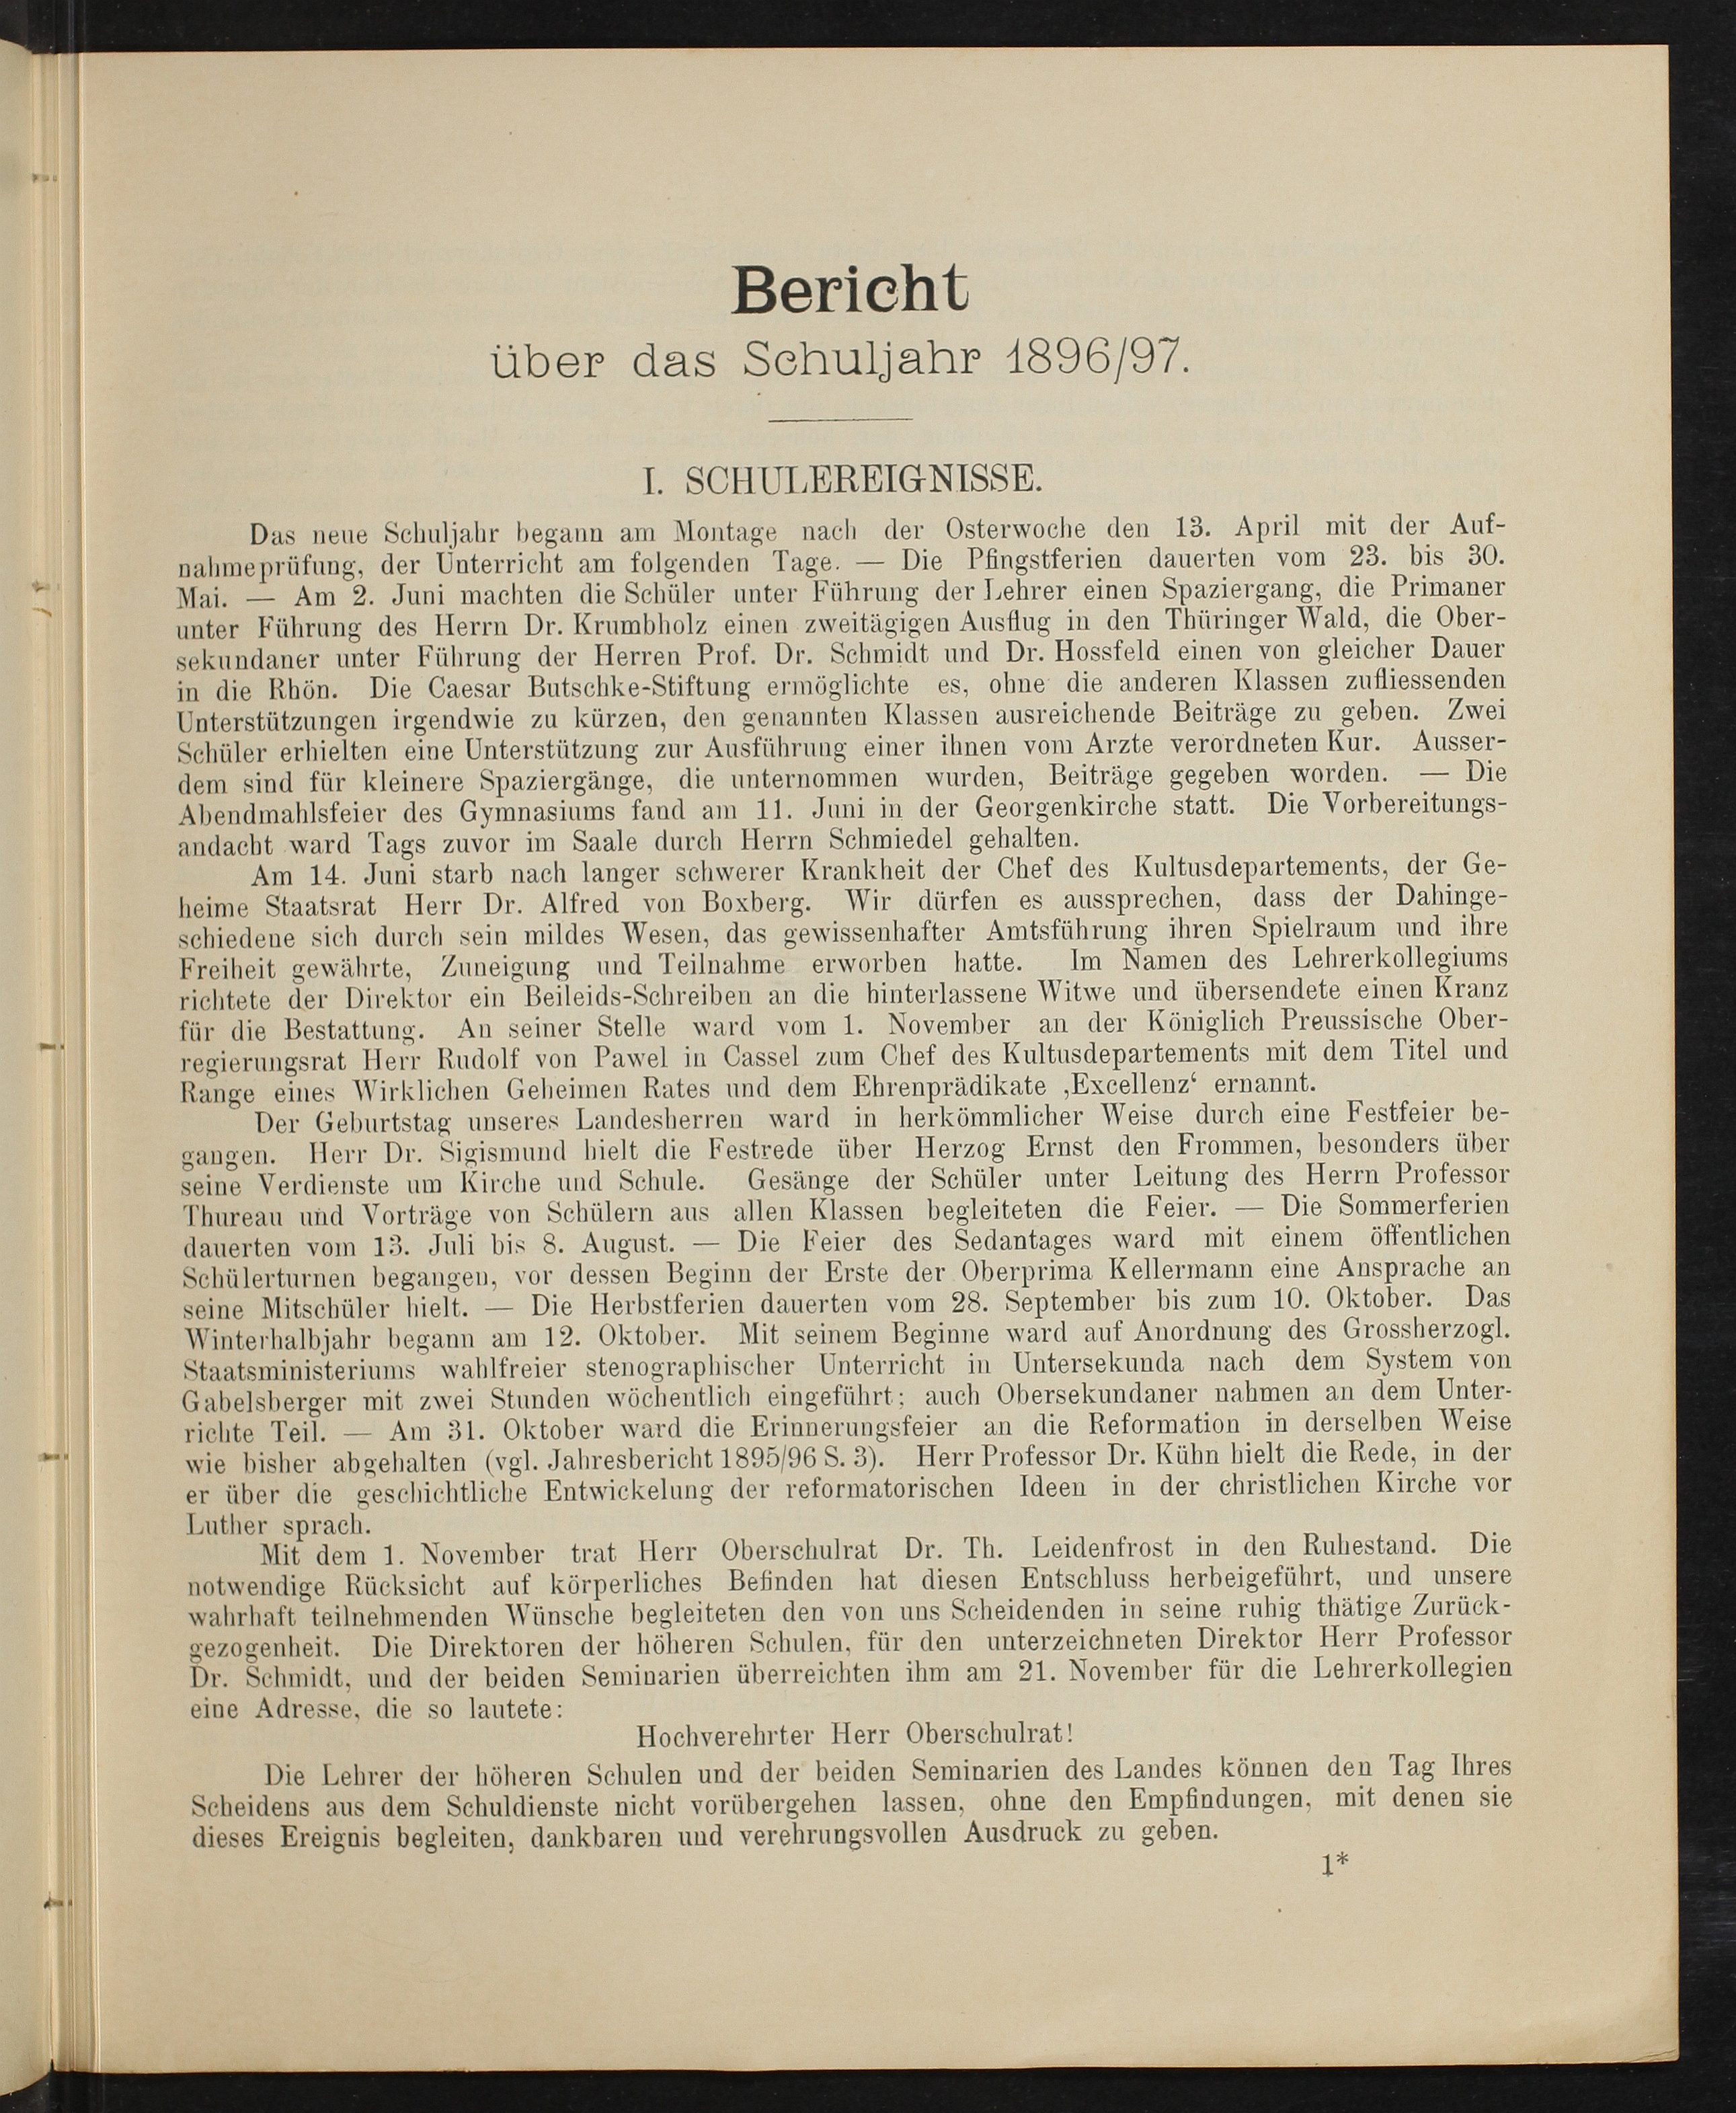 Bericht
über das Schuljahr 1896/97.
I. SCHULEREIGNISSE.
Das neue Schuljahr begann am Montage nach der Osterwoche den 13. April mit der Auf-
nahmeprüfung, der Unterricht am folgenden Tage. — Die Pfingstferien dauerten vom 23. bis 30.
Mai. — Am 2. Juni machten die Schüler unter Führung der Lehrer einen Spaziergang, die Primaner
unter Führung des Herrn Dr. Krumbholz einen zweitägigen Ausflug in den Thüringer Wald, die Ober-
sekundaner unter Führung der Herren Prof. Dr. Schmidt und Dr. Hossfeld einen von gleicher Dauer
in die Rhön. Die Caesar Butschke-Stiftung ermöglichte es, ohne die anderen Klassen zufliessenden
Unterstützungen irgendwie zu kürzen, den genannten Klassen ausreichende Beiträge zu geben. Zwei
Schüler erhielten eine Unterstützung zur Ausführung einer ihnen vom Arzte verordneten Kur. Ausser-
dem sind für kleinere Spaziergänge, die unternommen wurden, Beiträge gegeben worden. — Die
Abendmahlsfeier des Gymnasiums fand am 11. Juni in der Georgenkirche statt. Die Vorbereitungs-
andacht ward Tags zuvor im Saale durch Herrn Schmiedel gehalten.
Am 14. Juni starb nach langer schwerer Krankheit der Chef des Kultusdepartements, der Ge-
heime Staatsrat Herr Dr. Alfred von Boxberg. Wir dürfen es aussprechen, dass der Dahinge-
schiedene sich durch sein mildes Wesen, das gewissenhafter Amtsführung ihren Spielraum und ihre
Freiheit gewährte, Zuneigung und Teilnahme erworben hatte. Im Namen des Lehrerkollegiums
richtete der Direktor ein Beileids-Schreiben an die hinterlassene Witwe und übersendete einen Kranz
für die Bestattung. An seiner Stelle ward vom 1. November an der Königlich Preussische Ober-
regierungsrat Herr Rudolf von Pawel in Cassel zum Chef des Kultusdepartements mit dem Titel und
Range eines Wirklichen Geheimen Rates und dem Ehrenprädikate ‚Excellenz‘ ernannt.
Der Geburtstag unseres Landesherren ward in herkömmlicher Weise durch eine Festfeier be-
gangen. Herr Dr. Sigismund hielt die Festrede über Herzog Ernst den Frommen, besonders über
seine Verdienste um Kirche und Schule. Gesänge der Schüler unter Leitung des Herrn Professor
Thureau und Vorträge von Schülern aus allen Klassen begleiteten die Feier. — Die Sommerferien
dauerten vom 13. Juli bis 8. August. — Die Feier des Sedantages ward mit einem öffentlichen
Schülerturnen begangen, vor dessen Beginn der Erste der Oberprima Kellermann eine Ansprache an
seine Mitschüler hielt. — Die Herbstferien dauerten vom 28. September bis zum 10. Oktober. Das
Winterhalbjahr begann am 12. Oktober. Mit seinem Beginne ward auf Anordnung des Grossherzogl.
Staatsministeriums wahlfreier stenographischer Unterricht in Untersekunda nach dem System von
Gabelsberger mit zwei Stunden wöchentlich eingeführt; auch Obersekundaner nahmen an dem Unter-
richte Teil. — Am 31. Oktober ward die Erinnerungsfeier an die Reformation in derselben Weise
wie bisher abgehalten (vgl. Jahresbericht 1895/96 S. 3). Herr Professor Dr. Kühn hielt die Rede, in der
er über die geschichtliche Entwickelung der reformatorischen Ideen in der christlichen Kirche vor
Luther sprach.
Mit dem 1. November trat Herr Oberschulrat Dr. Th. Leidenfrost in den Ruhestand. Die
notwendige Rücksicht auf körperliches Befinden hat diesen Entschluss herbeigeführt, und unsere
wahrhaft teilnehmenden Wünsche begleiteten den von uns Scheidenden in seine ruhig thätige Zurück-
gezogenheit. Die Direktoren der höheren Schulen, für den unterzeichneten Direktor Herr Professor
Dr. Schmidt, und der beiden Seminarien überreichten ihm am 21. November für die Lehrerkollegien
eine Adresse, die so lautete:
Hochverehrter Herr Oberschulrat!
Die Lehrer der höheren Schulen und der beiden Seminarien des Landes können den Tag Ihres
Scheidens aus dem Schuldienste nicht vorübergehen lassen, ohne den Empfindungen, mit denen sie
dieses Ereignis begleiten, dankbaren und verehrungsvollen Ausdruck zu geben.
1*